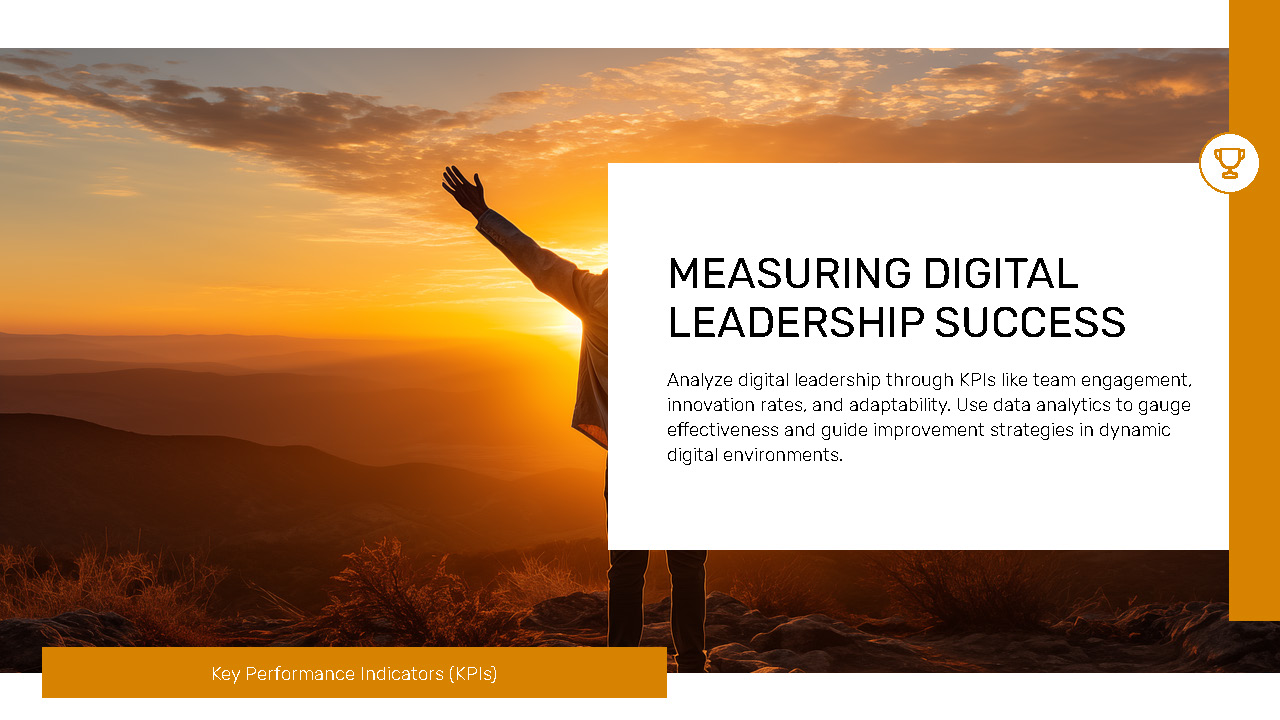 MEASURING DIGITAL
LEADERSHIP SUCCESS
Analyze digital leadership through KPIs like team engagement,
innovation rates, and adaptability. Use data analytics to gauge
effectiveness and guide improvement strategies in dynamic
digital environments.
Key Performance Indicators (KPIs)